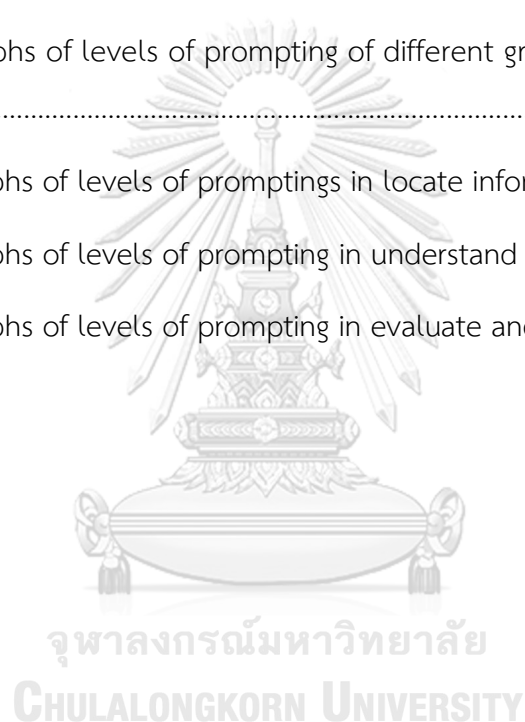 phs of levels of prompting of different gr
................................................................................
phs of levels of promptings in locate infor
phs of levels of prompting in understand
phs of levels of prompting in evaluate and
จุฬาลงกรณ์มหาวิทยาลัย
CHULALONGKORN UNIVERSITY